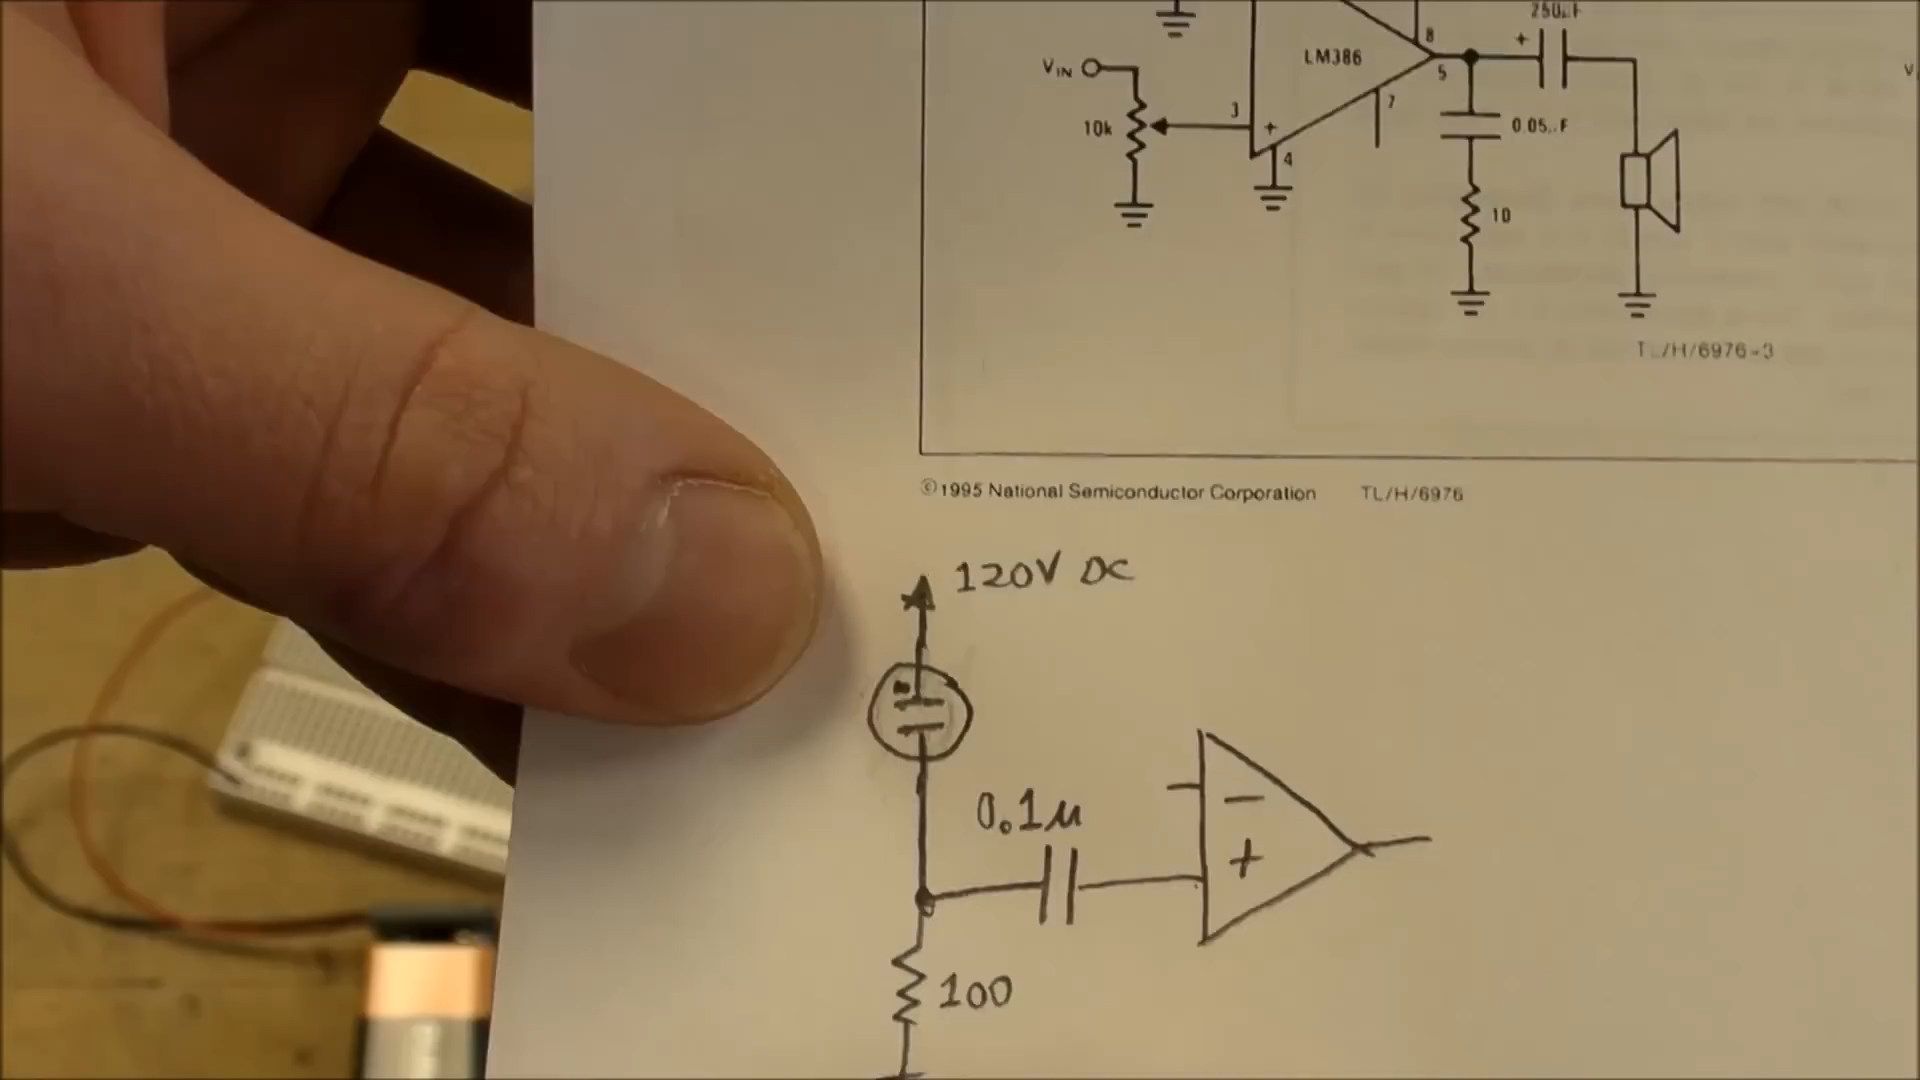 250µF
+
8
LM386
5
VIN
7
3
10k
+
0.05µF
4
10
TL/H/6976-3
©1995 National Semiconductor Corporation TL/H/6976
120V DC
0.1µ
−
+
100